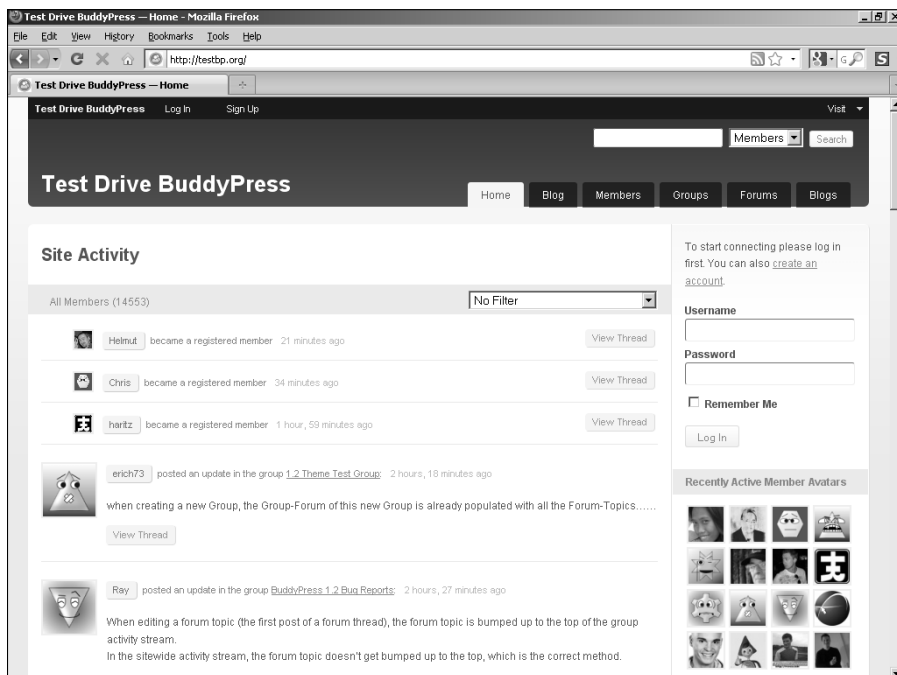 Test Drive BuddyPress — Home - Mozilla Firefox
File Edit View History Bookmarks Tools Help
http://testbp.org/
G
S
Test Drive BuddyPress — Home
Test Drive BuddyPress Log In Sign Up Visit
Members Search
Test Drive BuddyPress
Home Blog Members Groups Forums Blogs
Site Activity
All Members (14553) No Filter
Helmut became a registered member 21 minutes ago View Thread
Chris became a registered member 34 minutes ago View Thread
haritz became a registered member 1 hour, 59 minutes ago View Thread
erich73 posted an update in the group 1.2 Theme Test Group: 2 hours, 18 minutes ago
when creating a new Group, the Group-Forum of this new Group is already populated with all the Forum-Topics......
View Thread
Ray posted an update in the group BuddyPress 1.2 Bug Reports: 2 hours, 27 minutes ago
When editing a forum topic (the first post of a forum thread), the forum topic is bumped up to the top of the group
activity stream.
In the sitewide activity stream, the forum topic doesn't get bumped up to the top, which is the correct method.
To start connecting please log in
first. You can also create an
account.
Username
Password
Remember Me
Log In
Recently Active Member Avatars